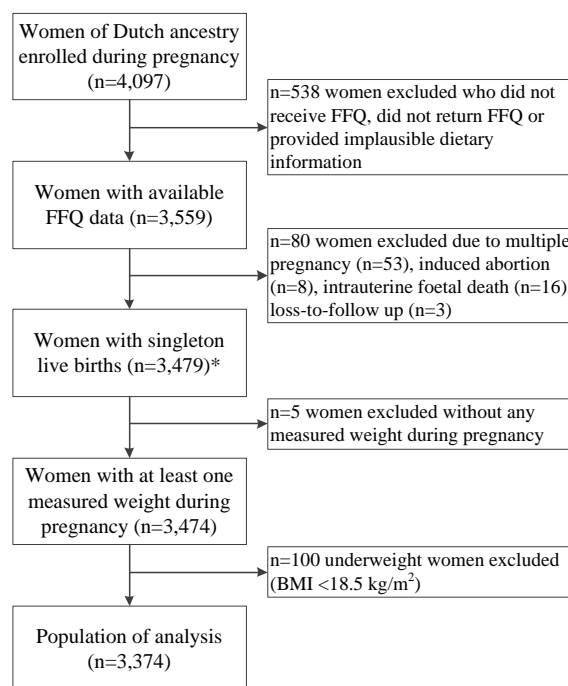 Women of Dutch ancestry
enrolled during pregnancy
(n=4,097)
n=538 women excluded who did not
receive FFQ, did not return FFQ or
provided implausible dietary
information
Women with available
FFQ data (n=3,559)
n=80 women excluded due to multiple
pregnancy (n=53), induced abortion
(n=8), intrauterine foetal death (n=16)
loss-to-follow up (n=3)
Women with singleton
live births (n=3,479)*
n=5 women excluded without any
measured weight during pregnancy
Women with at least one
measured weight during
pregnancy (n=3,474)
n=100 underweight women excluded
(BMI <18.5 kg/m²)
Population of analysis
(n=3,374)